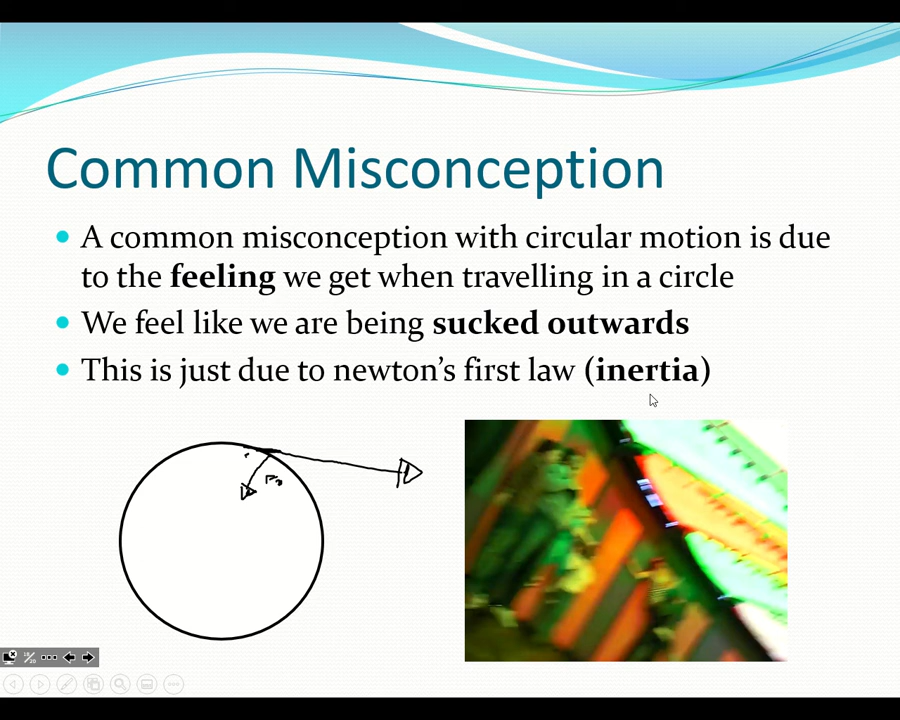 Common Misconception
A common misconception with circular motion is due
to the feeling we get when travelling in a circle
We feel like we are being sucked outwards
This is just due to newton's first law (inertia)